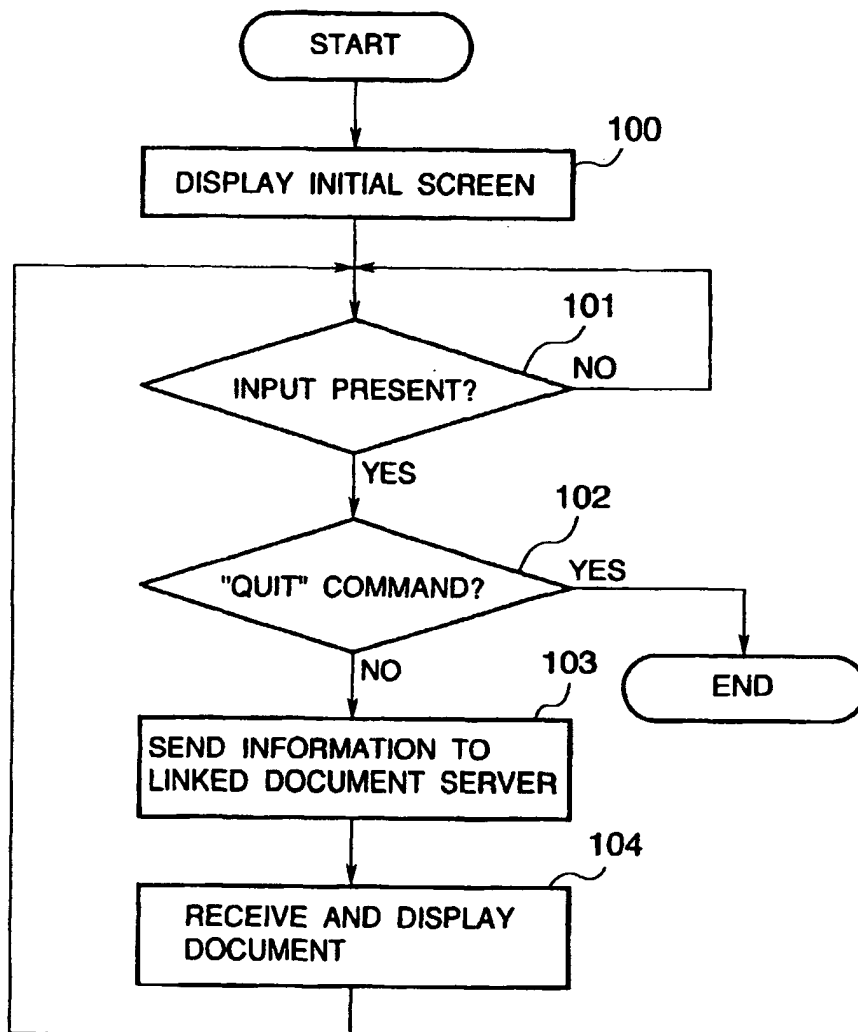 START
100
DISPLAY INITIAL SCREEN
101
INPUT PRESENT?
NO
YES
102
"QUIT" COMMAND?
YES
NO
END
103
SEND INFORMATION TO
LINKED DOCUMENT SERVER
104
RECEIVE AND DISPLAY
DOCUMENT